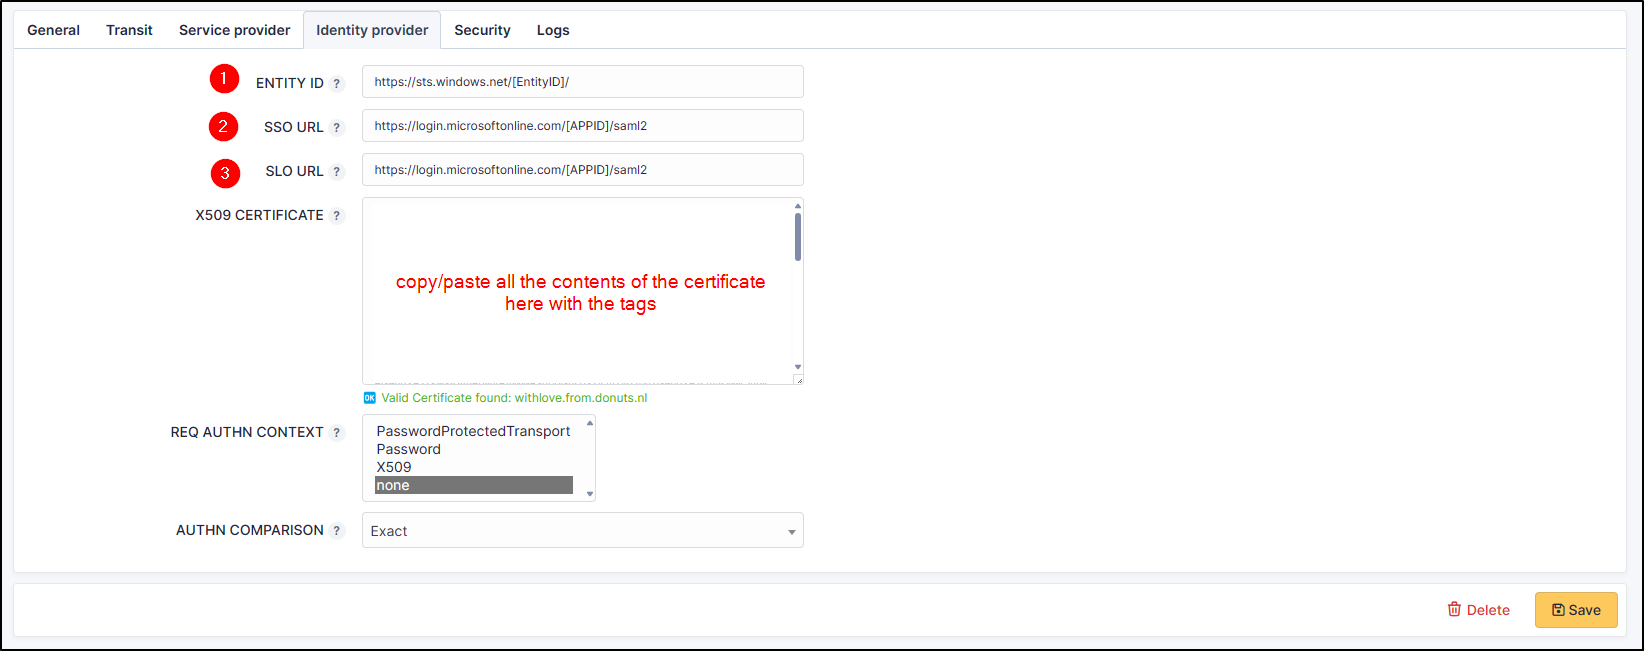 General Transit Service provider Identity provider Security Logs
1 ENTITY ID ? https://sts.windows.net/[EntityID]/
2 SSO URL ? https://login.microsoftonline.com/[APPID]/saml2
3 SLO URL ? https://login.microsoftonline.com/[APPID]/saml2
X509 CERTIFICATE ?
copy/paste all the contents of the certificate
here with the tags
OK Valid Certificate found: withlove.from.donuts.nl
REQ AUTHN CONTEXT ? PasswordProtectedTransport
Password
X509
none
AUTHN COMPARISON ? Exact
Delete Save